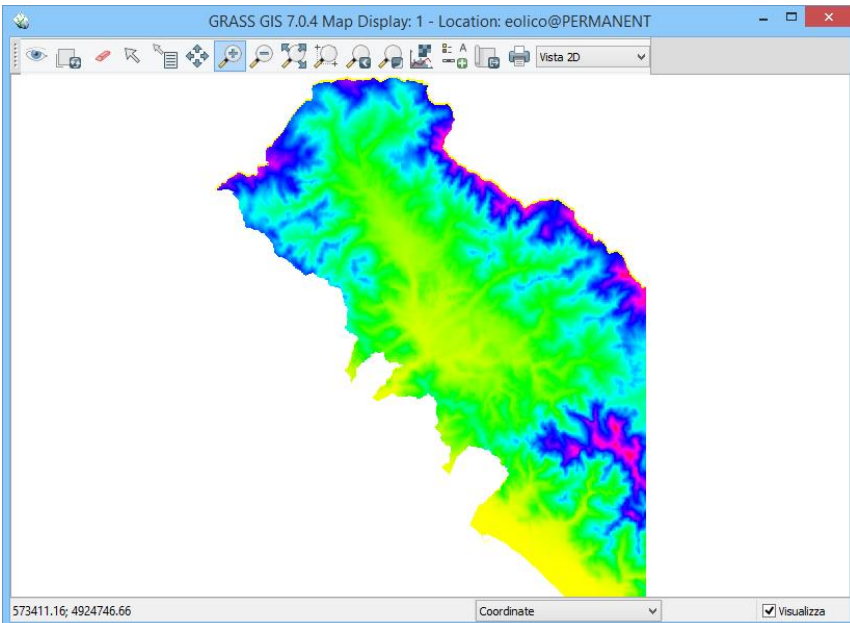 GRASS GIS 7.0.4 Map Display: 1 - Location: eolico@PERMANENT
Vista 2D
573411.16; 4924746.66
Coordinate
Visualizza